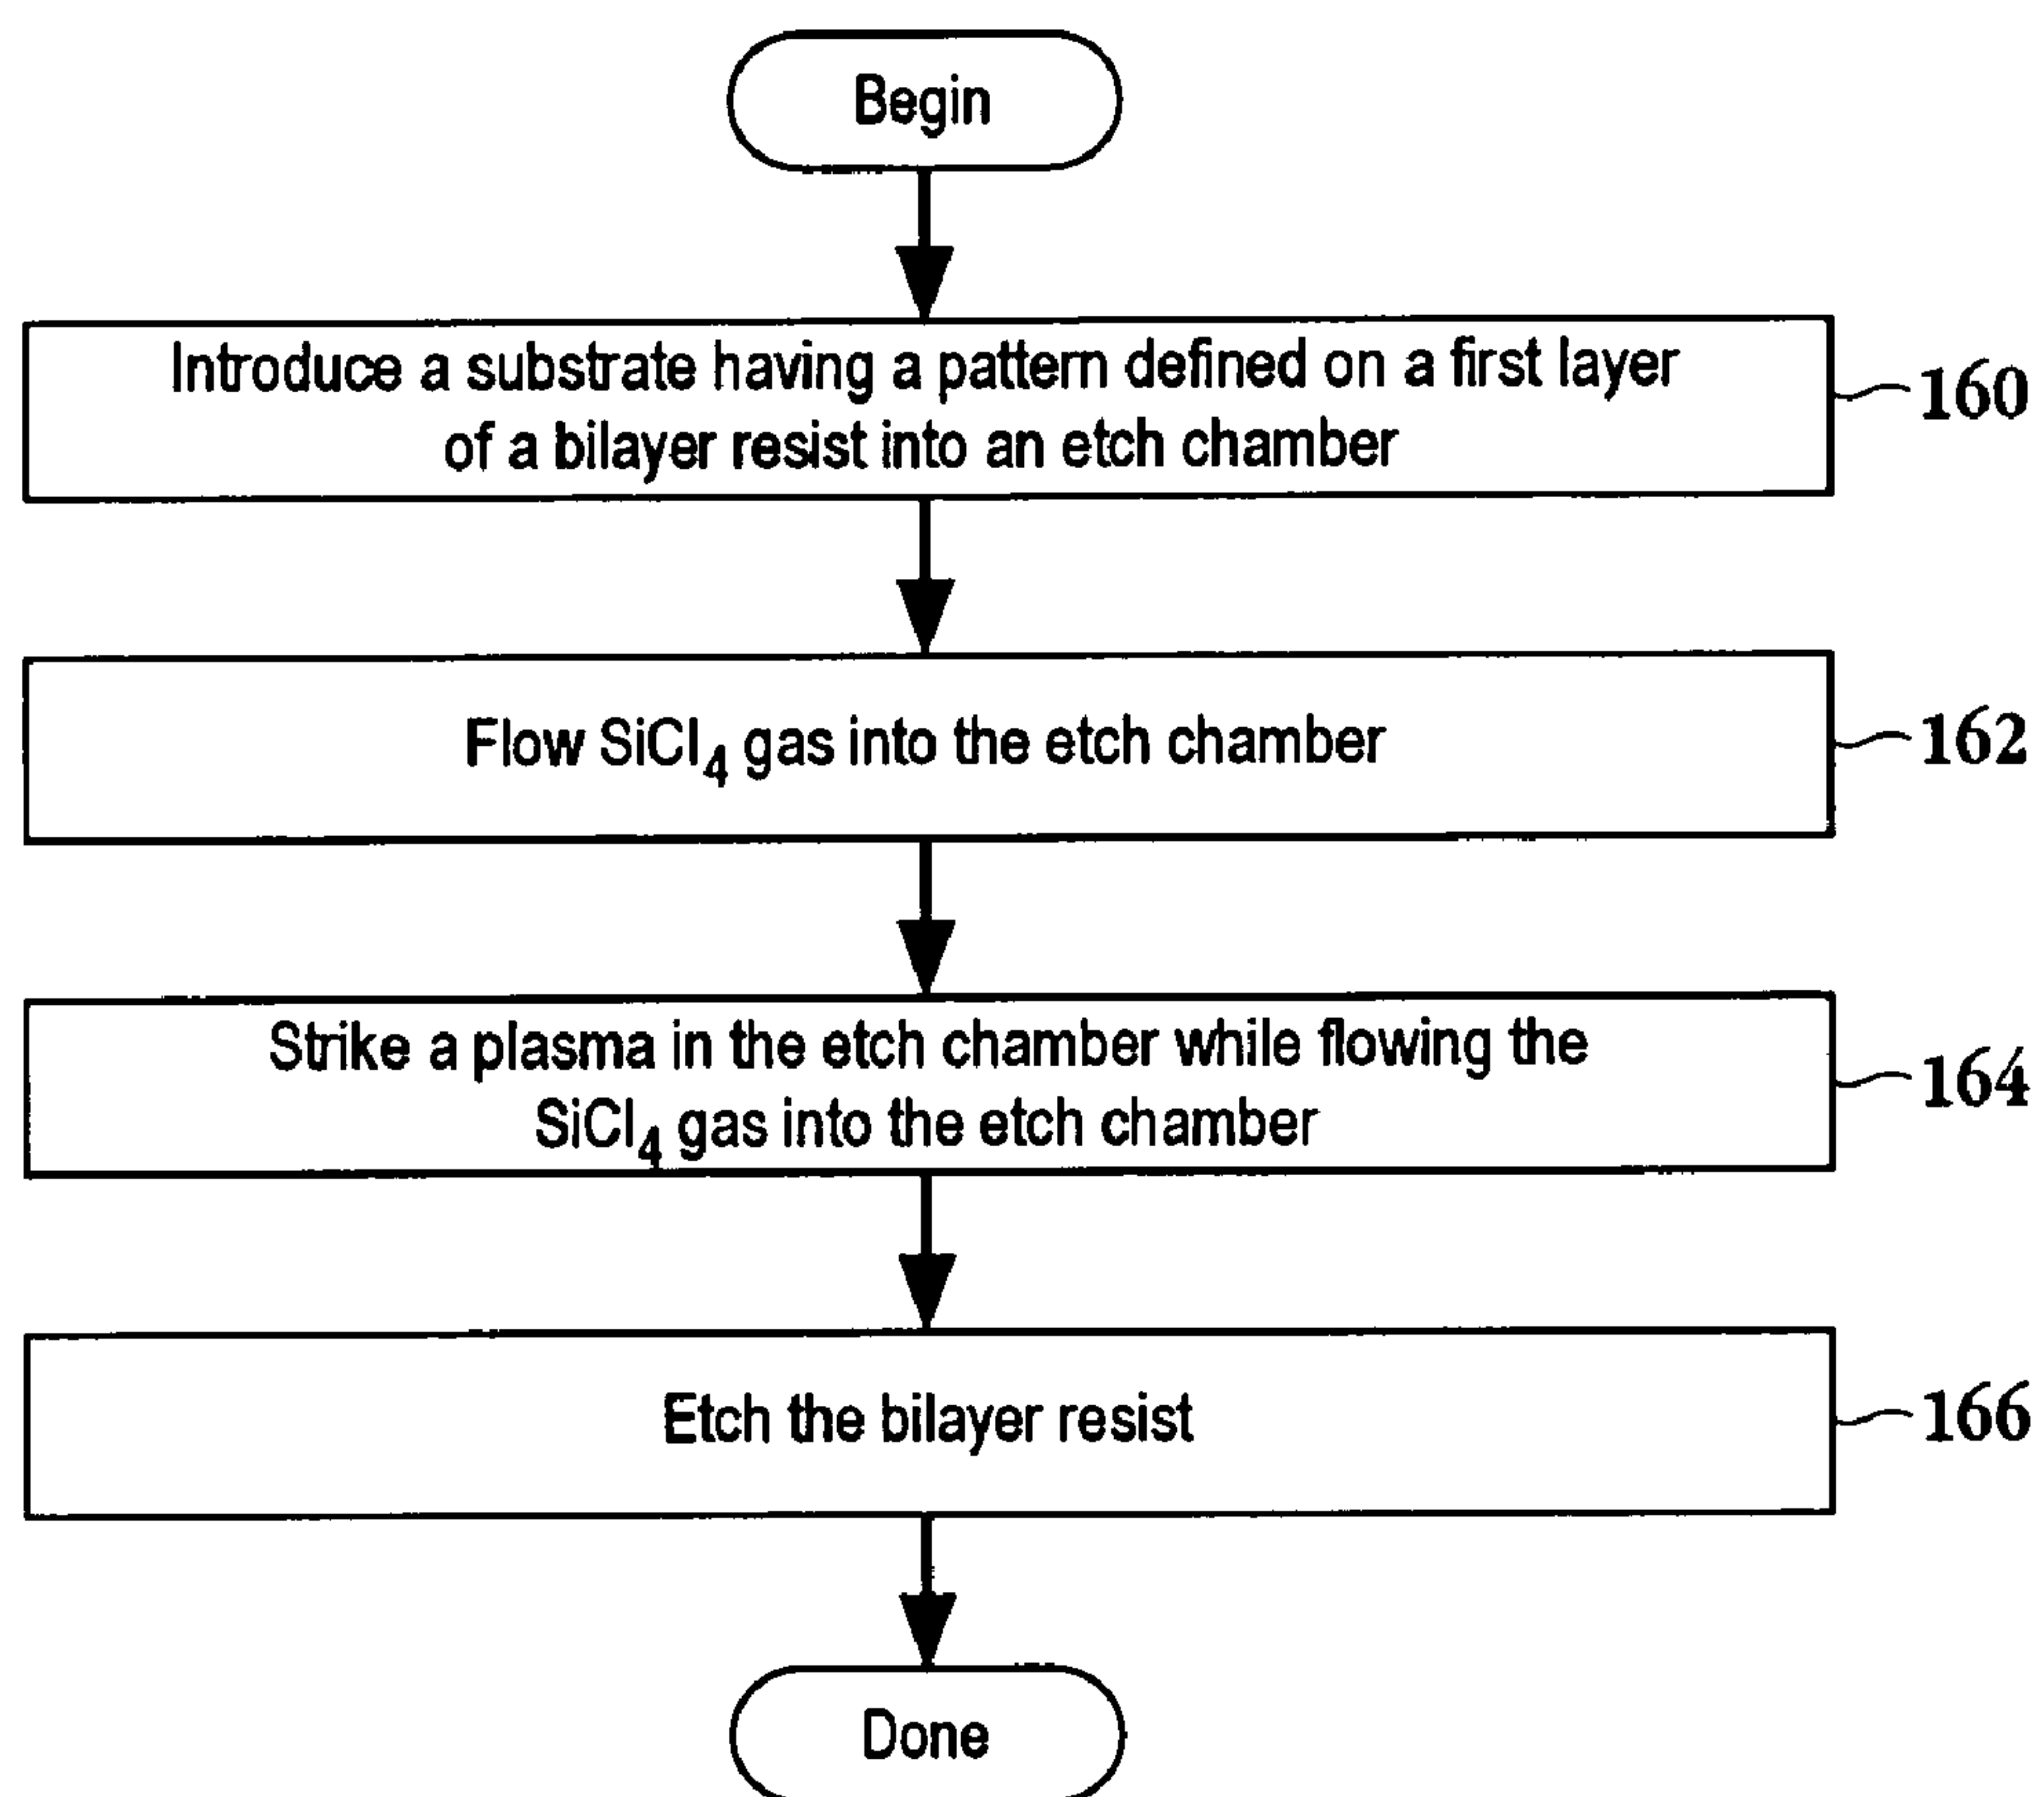 Begin
Introduce a substrate having a pattern defined on a first layer
of a bilayer resist into an etch chamber
160
Flow SiCl4 gas into the etch chamber
162
Strike a plasma in the etch chamber while flowing the
SiCl4 gas into the etch chamber
164
Etch the bilayer resist
166
Done